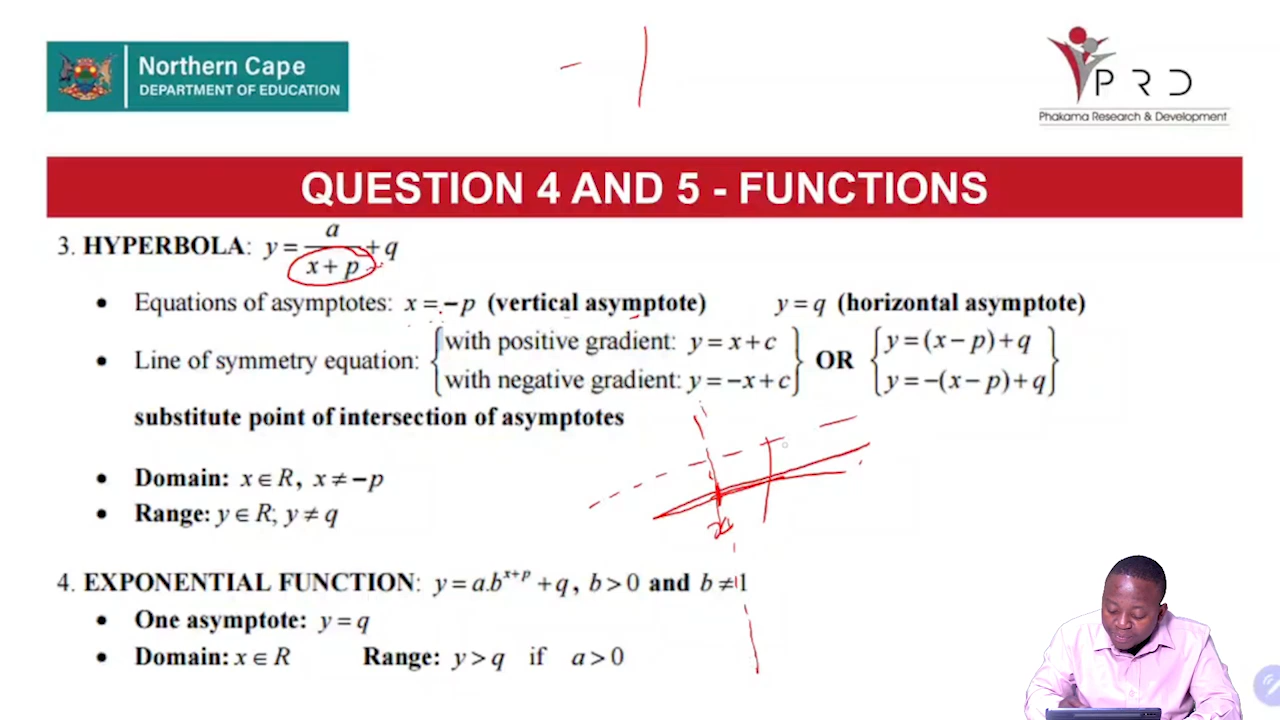 Northern Cape
DEPARTMENT OF EDUCATION
PRD
Phakama Research & Development
QUESTION 4 AND 5 - FUNCTIONS
3. HYPERBOLA: y = a/(x + p) + q
• Equations of asymptotes: x = -p (vertical asymptote) y = q (horizontal asymptote)
• Line of symmetry equation: {with positive gradient: y = x + c
with negative gradient: y = -x + c} OR {y = (x - p) + q
y = -(x - p) + q}
substitute point of intersection of asymptotes
• Domain: x ∈ R, x ≠ -p
• Range: y ∈ R; y ≠ q
4. EXPONENTIAL FUNCTION: y = a.b^(x+p) + q, b > 0 and b ≠ 1
• One asymptote: y = q
• Domain: x ∈ R Range: y > q if a > 0